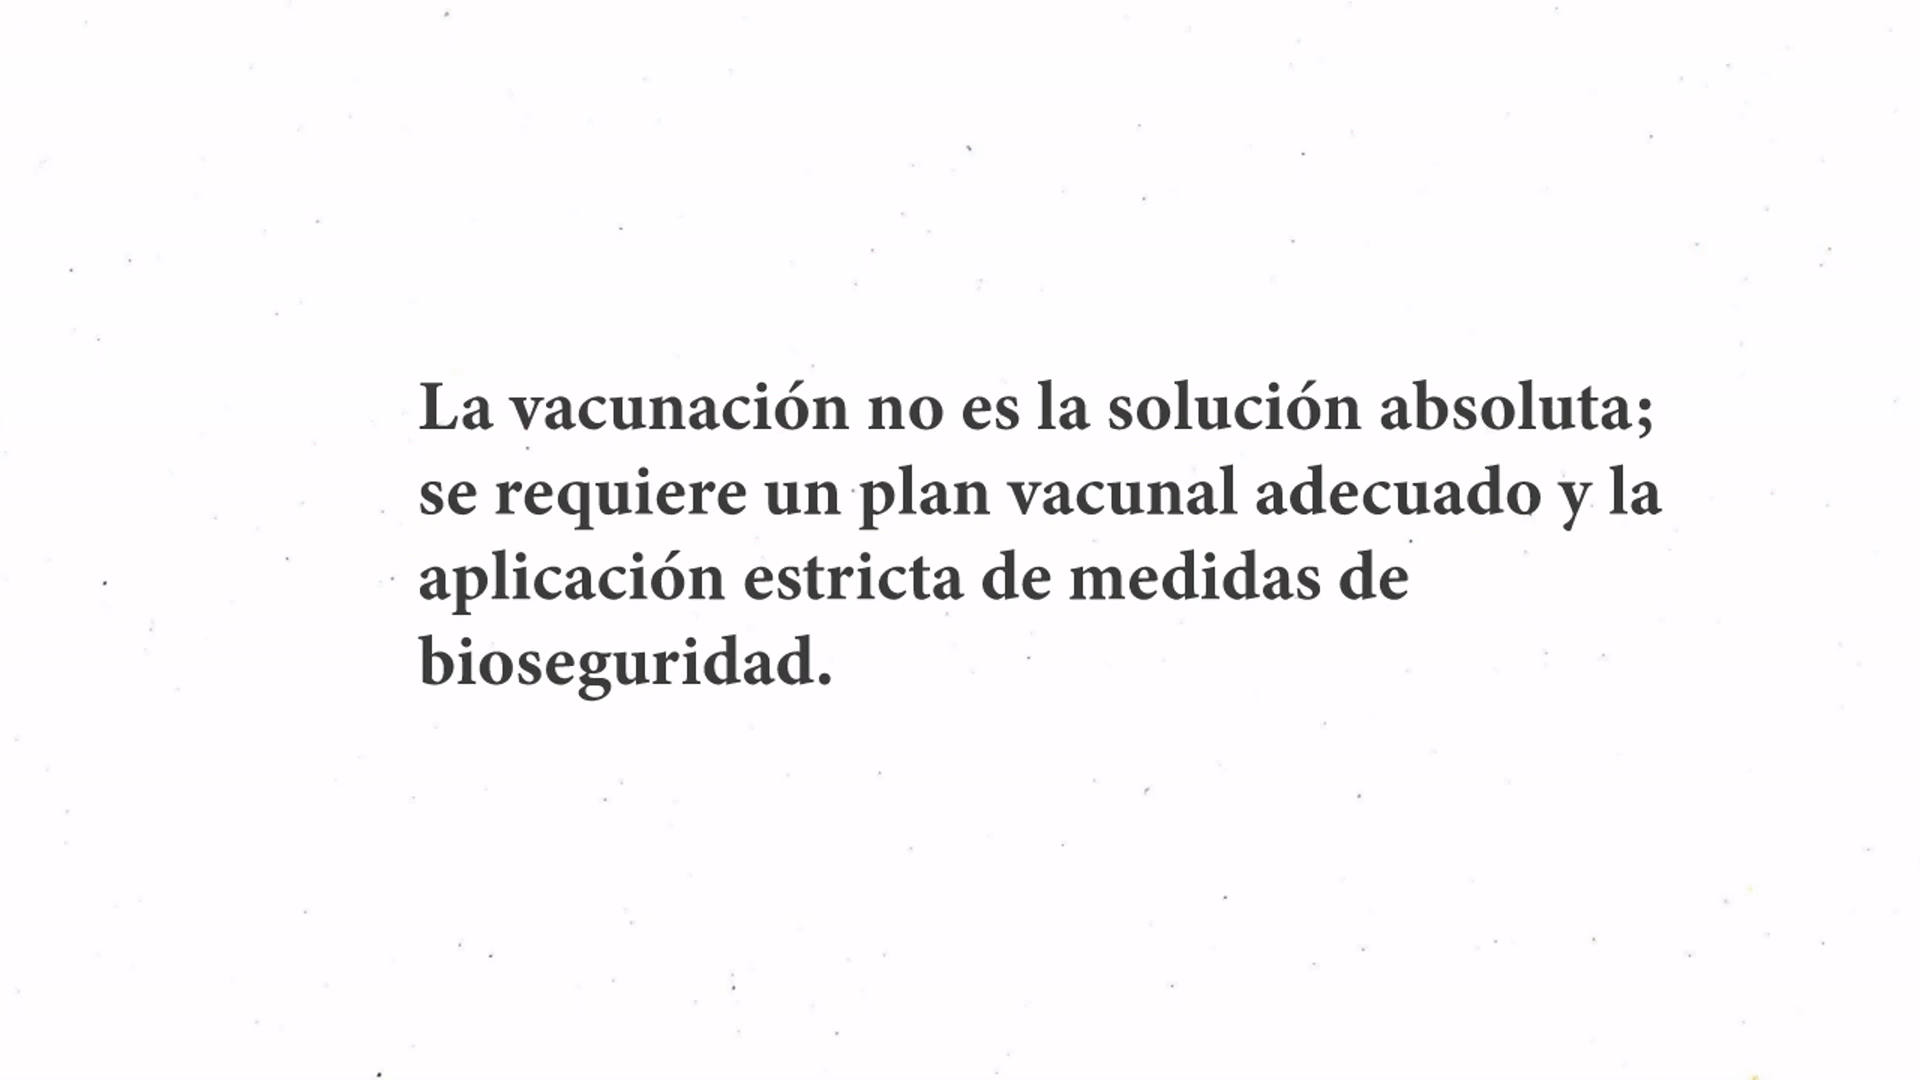 La vacunación no es la solución absoluta;
se requiere un plan vacunal adecuado y la
aplicación estricta de medidas de
bioseguridad.